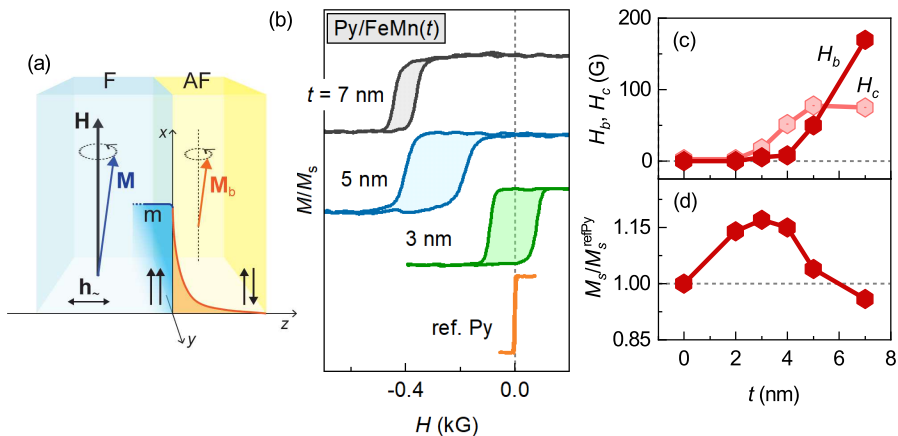 (a)
F
AF
H
x
M
M_b
m
h~
y
z
(b)
Py/FeMn(t)
t = 7 nm
5 nm
3 nm
ref. Py
M/M_s
-0.4
0.0
H (kG)
(c)
H_b, H_c (G)
200
100
0
H_b
H_c
(d)
M_s/M_s^refPy
1.15
1.00
0.85
0
2
4
6
8
t (nm)